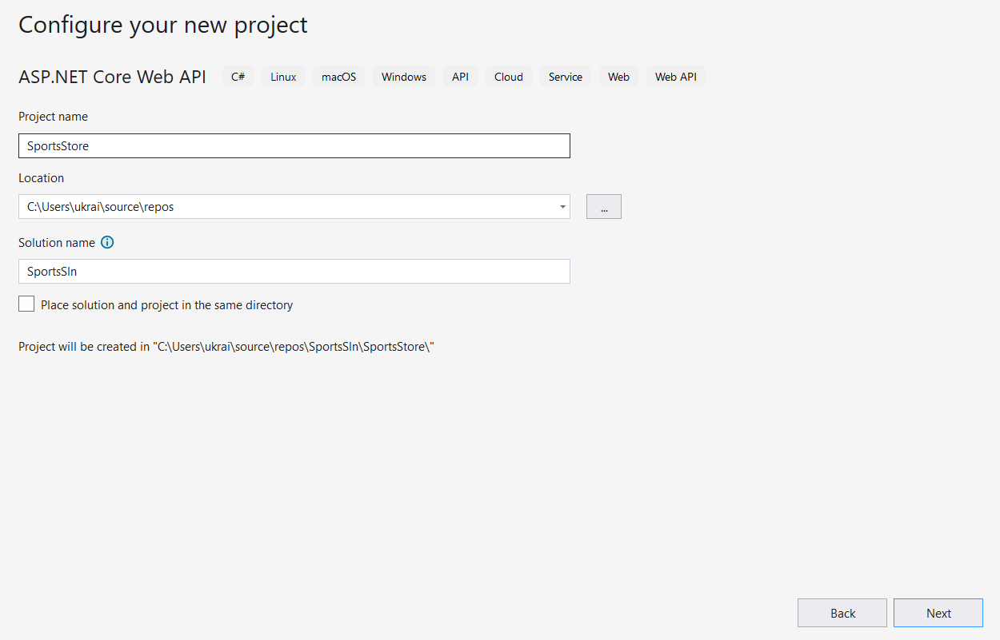 Configure your new project
ASP.NET Core Web API C# Linux macOS Windows API Cloud Service Web Web API
Project name
SportsStore
Location
C:\Users\ukrai\source\repos
...
Solution name
SportsSln
Place solution and project in the same directory
Project will be created in "C:\Users\ukrai\source\repos\SportsSln\SportsStore\"
Back Next